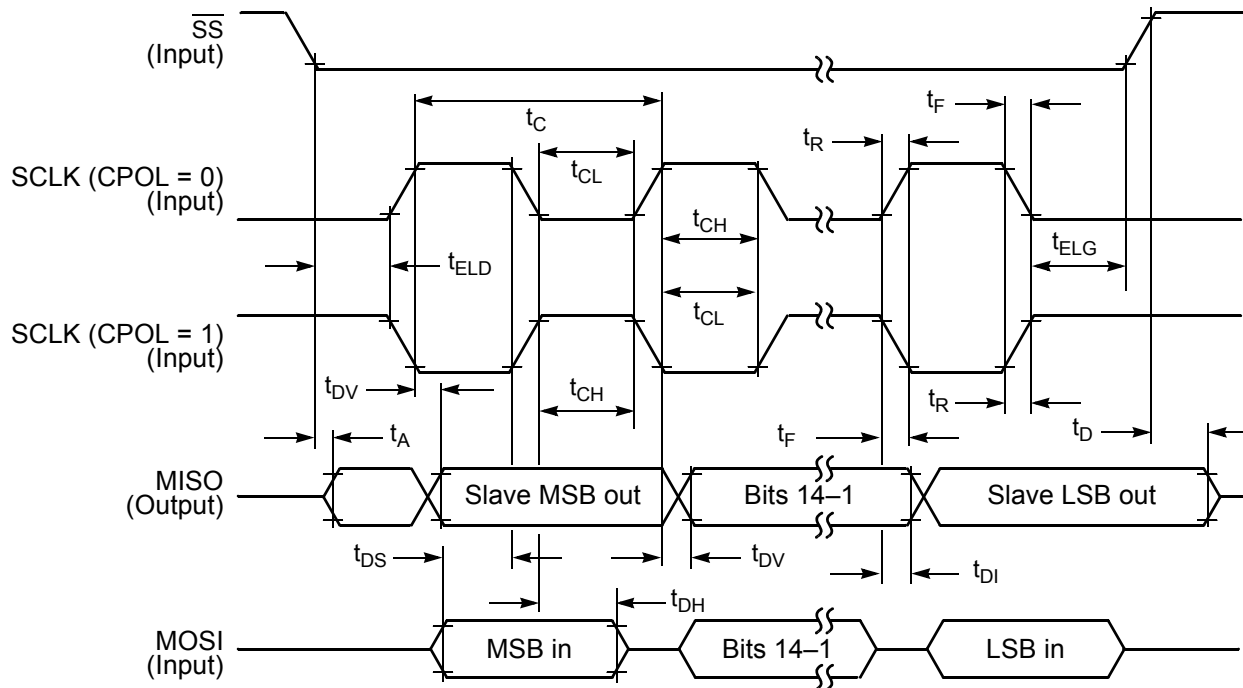 SS
(Input)
t_F
t_C
t_R
SCLK (CPOL = 0)
(Input)
t_CL
t_CH
t_ELD
t_ELG
t_CL
SCLK (CPOL = 1)
(Input)
t_DV
t_CH
t_R
t_A
t_F
t_D
MISO
(Output)
Slave MSB out
Bits 14–1
Slave LSB out
t_DS
t_DV
t_DI
t_DH
MOSI
(Input)
MSB in
Bits 14–1
LSB in